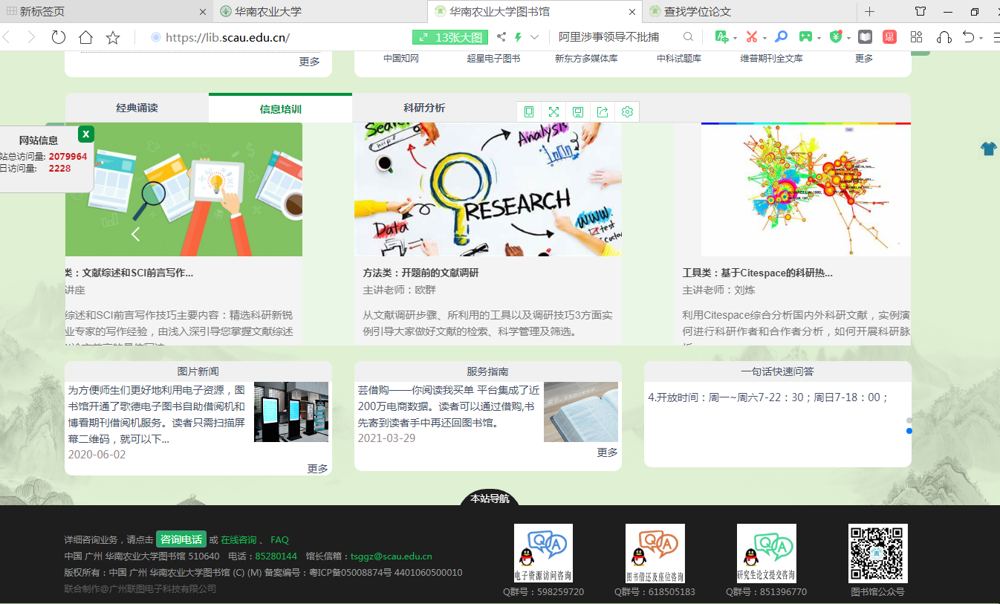 新标签页
华南农业大学
华南农业大学图书馆
查找学位论文
https://lib.scau.edu.cn/
13张大图
阿里涉事领导不批捕
更多
中国知网
超星电子图书
新东方多媒体库
中科试题库
维普期刊全文库
更多
经典诵读
信息培训
科研分析
网站信息
X
站总访问量: 2079964
日访问量: 2228
Search
http://
Analysis
RESEARCH
Data
WWW.
test
custo
类：文献综述和SCI前言写作...
讲座
综述和SCI前言写作技巧主要内容：精选科研新锐
业专家的写作经验，由浅入深引导您掌握文献综述
方法类：开题前的文献调研
主讲老师：欧群
从文献调研步骤、所利用的工具以及调研技巧3方面实
例引导大家做好文献的检索、科学管理及筛选。
工具类：基于Citespace的科研热...
主讲老师：刘炼
利用Citespace综合分析国内外科研文献，实例演
何进行科研作者和合作者分析，如何开展科研脉
图片新闻
为方便师生们更好地利用电子资源，图
书馆开通了歌德电子图书自助借阅机和
博看期刊借阅机服务。读者只需扫描屏
幕二维码，就可以下...
2020-06-02
更多
服务指南
芸借购——你阅读我买单 平台集成了近
200万电商数据。读者可以通过借购,书
先寄到读者手中再还回图书馆。
2021-03-29
更多
一句话快速问答
4.开放时间：周一~周六7-22：30；周日7-18：00；
本站导航
详细咨询业务，请点击 咨询电话 或 在线咨询 、 FAQ
中国 广州 华南农业大学图书馆 510640 电话：85280144 馆长信箱：tsggz@scau.edu.cn
版权所有：中国 广州 华南农业大学图书馆 (C) (M) 备案编号：粤ICP备05008874号 4401060500010
联合制作@广州联图电子科技有限公司
Q A
电子资源访问咨询
Q群号：598259720
Q A
图书借还及座位咨询
Q群号：618505183
Q A
研究生论文提交咨询
Q群号：851396770
图书馆公众号